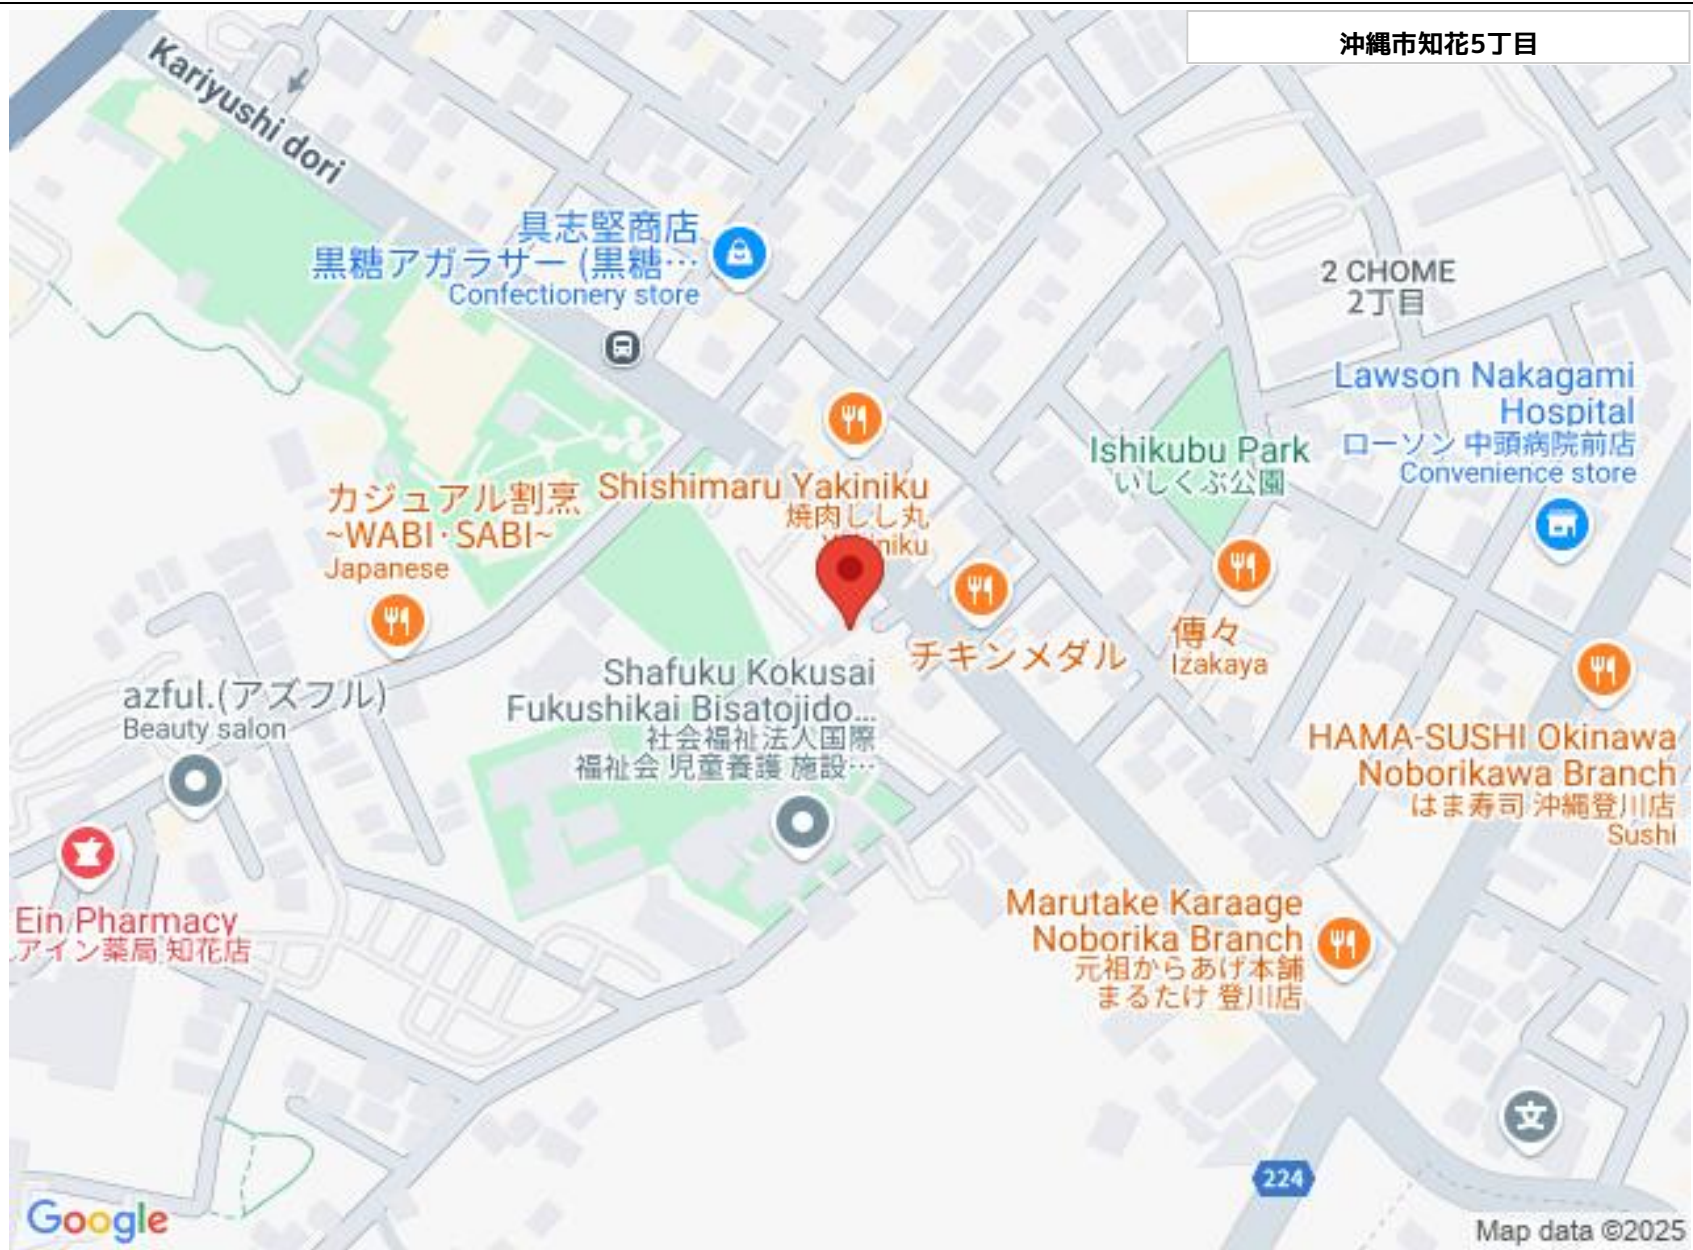 沖縄市知花5丁目
Kariyushi dori
具志堅商店
黒糖アガラサー (黒糖…
Confectionery store
2 CHOME
2丁目
Lawson Nakagami
Hospital
ローソン 中頭病院前店
Convenience store
Ishikubu Park
いしくぶ公園
Shishimaru Yakiniku
焼肉しし丸
カジュアル割烹
~WABI·SABI~
Japanese
チキンメダル
傳々
Izakaya
Shafuku Kokusai
Fukushikai Bisatojido...
社会福祉法人国際
福祉会 児童養護 施設…
azful.(アズフル)
Beauty salon
HAMA-SUSHI Okinawa
Noborikawa Branch
はま寿司 沖縄登川店
Sushi
Ein Pharmacy
アイン薬局 知花店
Marutake Karaage
Noborika Branch
元祖からあげ本舗
まるたけ 登川店
文
224
Google
Map data ©2025